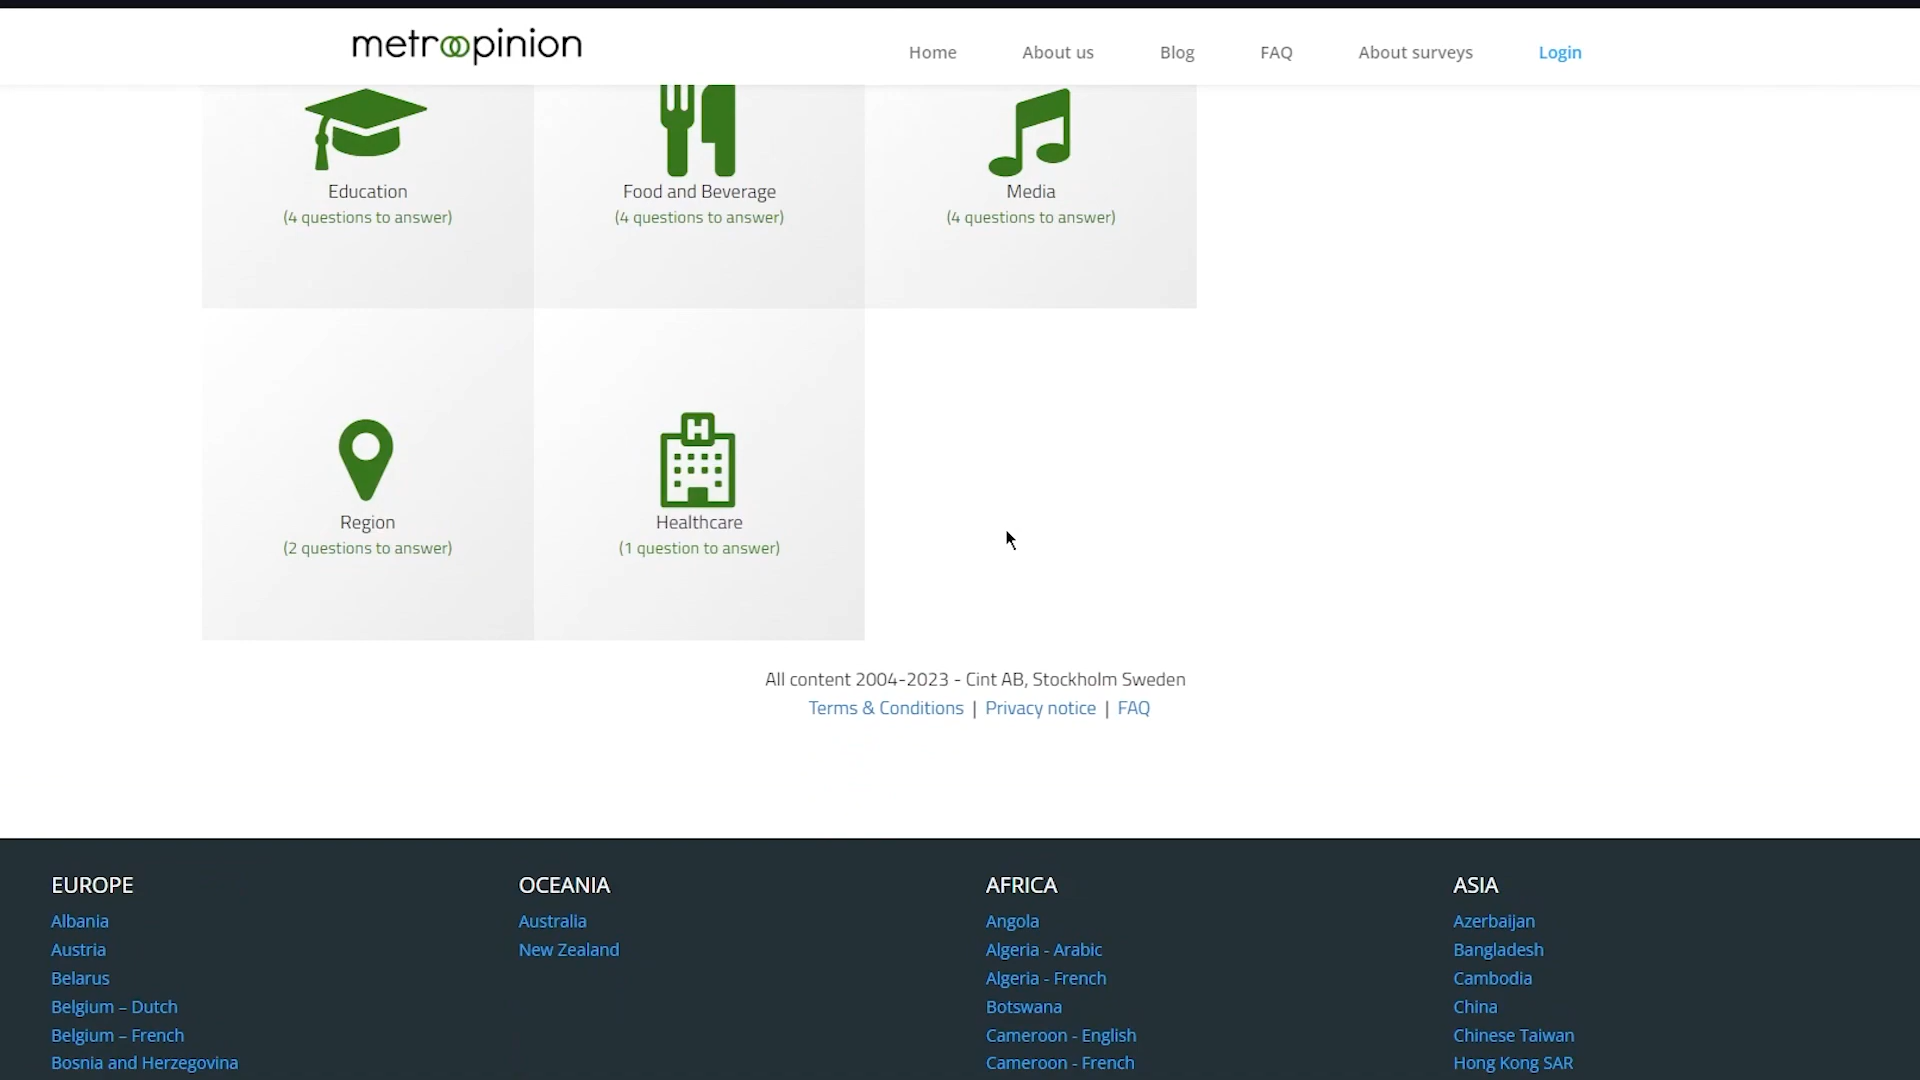 metroopinion
Home About us Blog FAQ About surveys Login
Education Food and Beverage Media
(4 questions to answer) (4 questions to answer) (4 questions to answer)
H
Region Healthcare
(2 questions to answer) (1 question to answer)
All content 2004-2023 - Cint AB, Stockholm Sweden
Terms & Conditions | Privacy notice | FAQ
EUROPE OCEANIA AFRICA ASIA
Albania Australia Angola Azerbaijan
Austria New Zealand Algeria - Arabic Bangladesh
Belarus Algeria - French Cambodia
Belgium – Dutch Botswana China
Belgium – French Cameroon - English Chinese Taiwan
Bosnia and Herzegovina Cameroon - French Hong Kong SAR